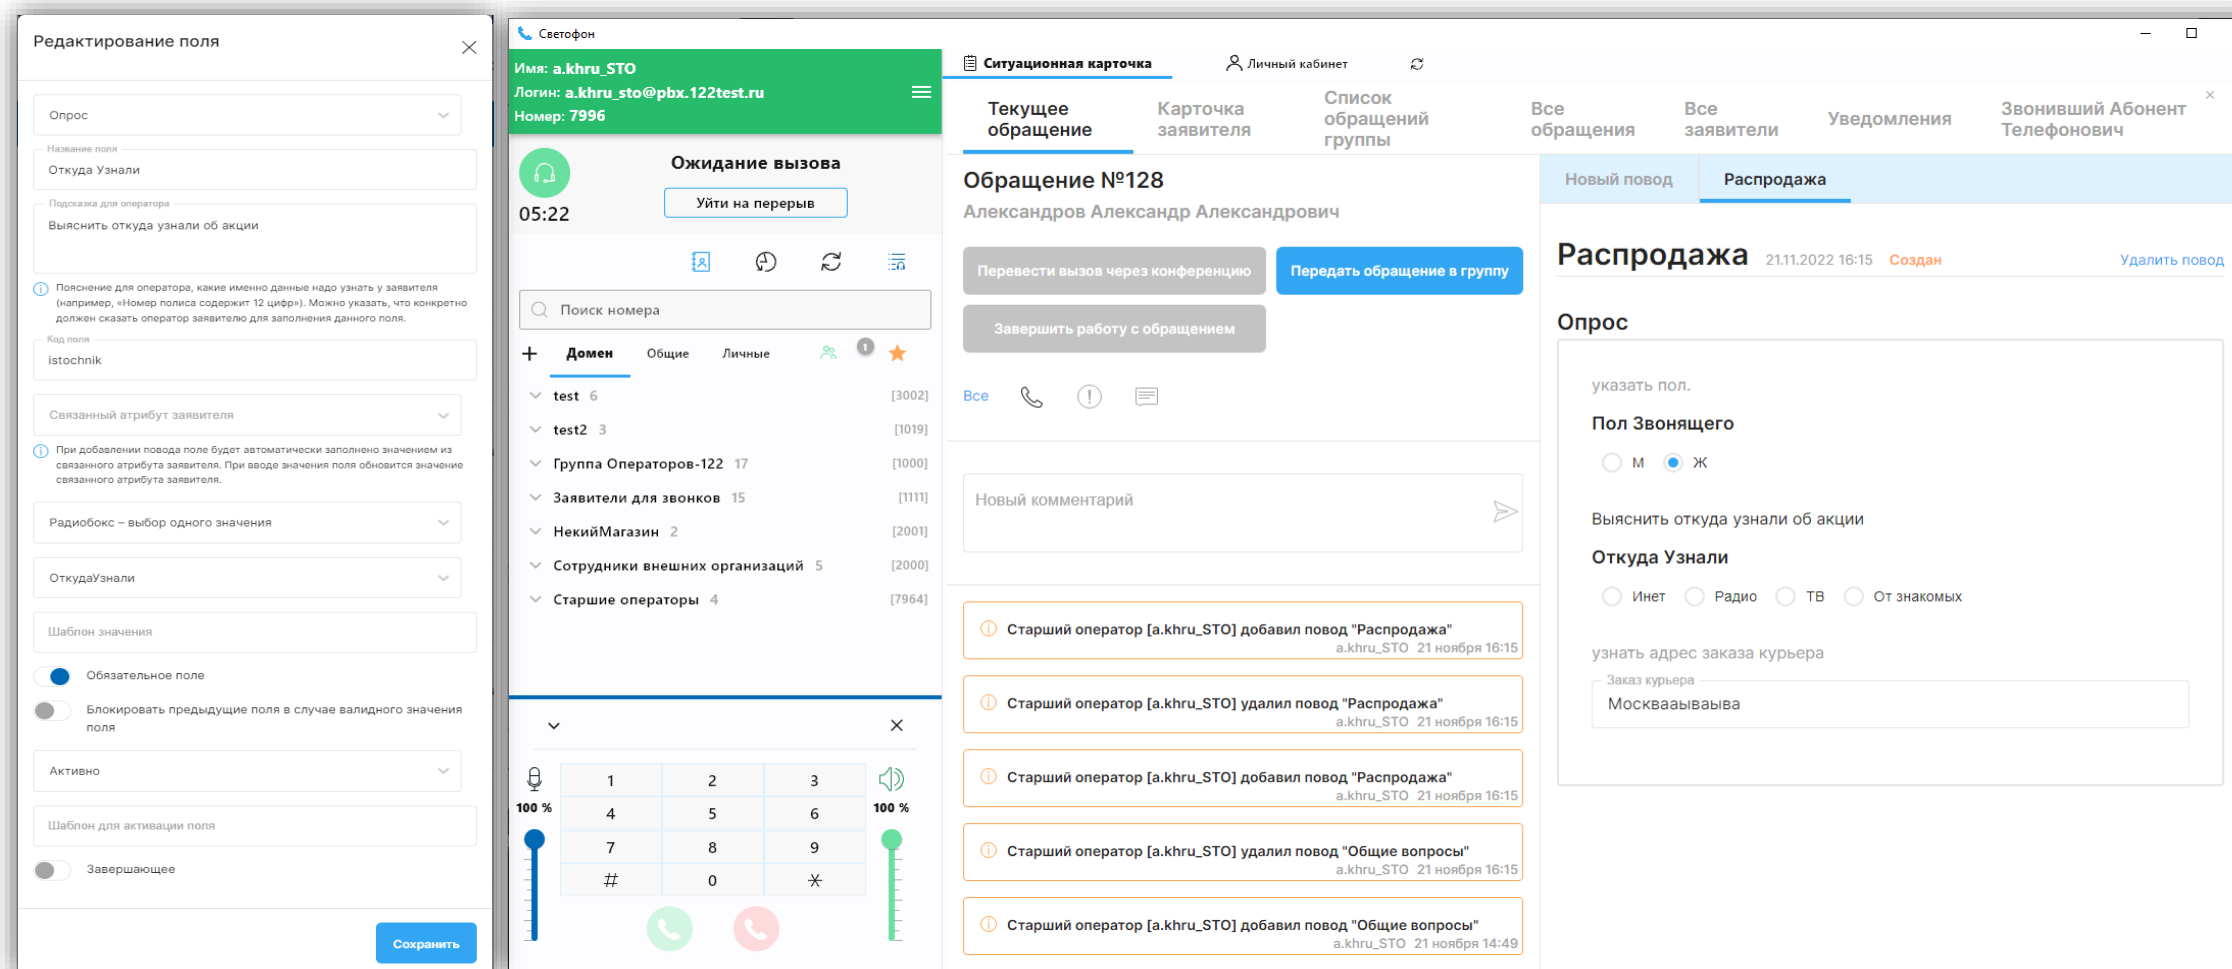 Редактирование поля
Опрос
Название поля
Откуда Узнали
Подсказка для оператора
Выяснить откуда узнали об акции
Пояснение для оператора, какие именно данные надо узнать у заявителя
(например, «Номер полиса содержит 12 цифр»). Можно указать, что конкретно
должен сказать оператор заявителю для заполнения данного поля.
Код поля
istochnik
Связанный атрибут заявителя
При добавлении повода поле будет автоматически заполнено значением из
связанного атрибута заявителя. При вводе значения поля обновится значение
связанного атрибута заявителя.
Радиобокс – выбор одного значения
ОткудаУзнали
Шаблон значения
Обязательное поле
Блокировать предыдущие поля в случае валидного значения
поля
Активно
Шаблон для активации поля
Завершающее
Сохранить
Светофон
Имя: a.khru_STO
Логин: a.khru_sto@pbx.122test.ru
Номер: 7996
05:22
Ожидание вызова
Уйти на перерыв
Поиск номера
Домен Общие Личные 1
test 6 [3002]
test2 3 [1019]
Группа Операторов-122 17 [1000]
Заявители для звонков 15 [1111]
НекийМагазин 2 [2001]
Сотрудники внешних организаций 5 [2000]
Старшие операторы 4 [7964]
1 2 3
100 % 100 %
4 5 6
7 8 9
# 0 *
Ситуационная карточка Личный кабинет
Текущее
обращение
Карточка
заявителя
Список
обращений
группы
Все
обращения
Все
заявители
Уведомления
Звонивший Абонент
Телефонович
Обращение №128
Александров Александр Александрович
Перевести вызов через конференцию
Передать обращение в группу
Завершить работу с обращением
Все
Новый комментарий
Старший оператор [a.khru_STO] добавил повод "Распродажа"
a.khru_STO 21 ноября 16:15
Старший оператор [a.khru_STO] удалил повод "Распродажа"
a.khru_STO 21 ноября 16:15
Старший оператор [a.khru_STO] добавил повод "Распродажа"
a.khru_STO 21 ноября 16:15
Старший оператор [a.khru_STO] удалил повод "Общие вопросы"
a.khru_STO 21 ноября 16:15
Старший оператор [a.khru_STO] добавил повод "Общие вопросы"
a.khru_STO 21 ноября 14:49
Новый повод Распродажа
Распродажа 21.11.2022 16:15 Создан Удалить повод
Опрос
указать пол.
Пол Звонящего
М Ж
Выяснить откуда узнали об акции
Откуда Узнали
Инет Радио ТВ От знакомых
узнать адрес заказа курьера
Заказ курьера
Москвааываыва